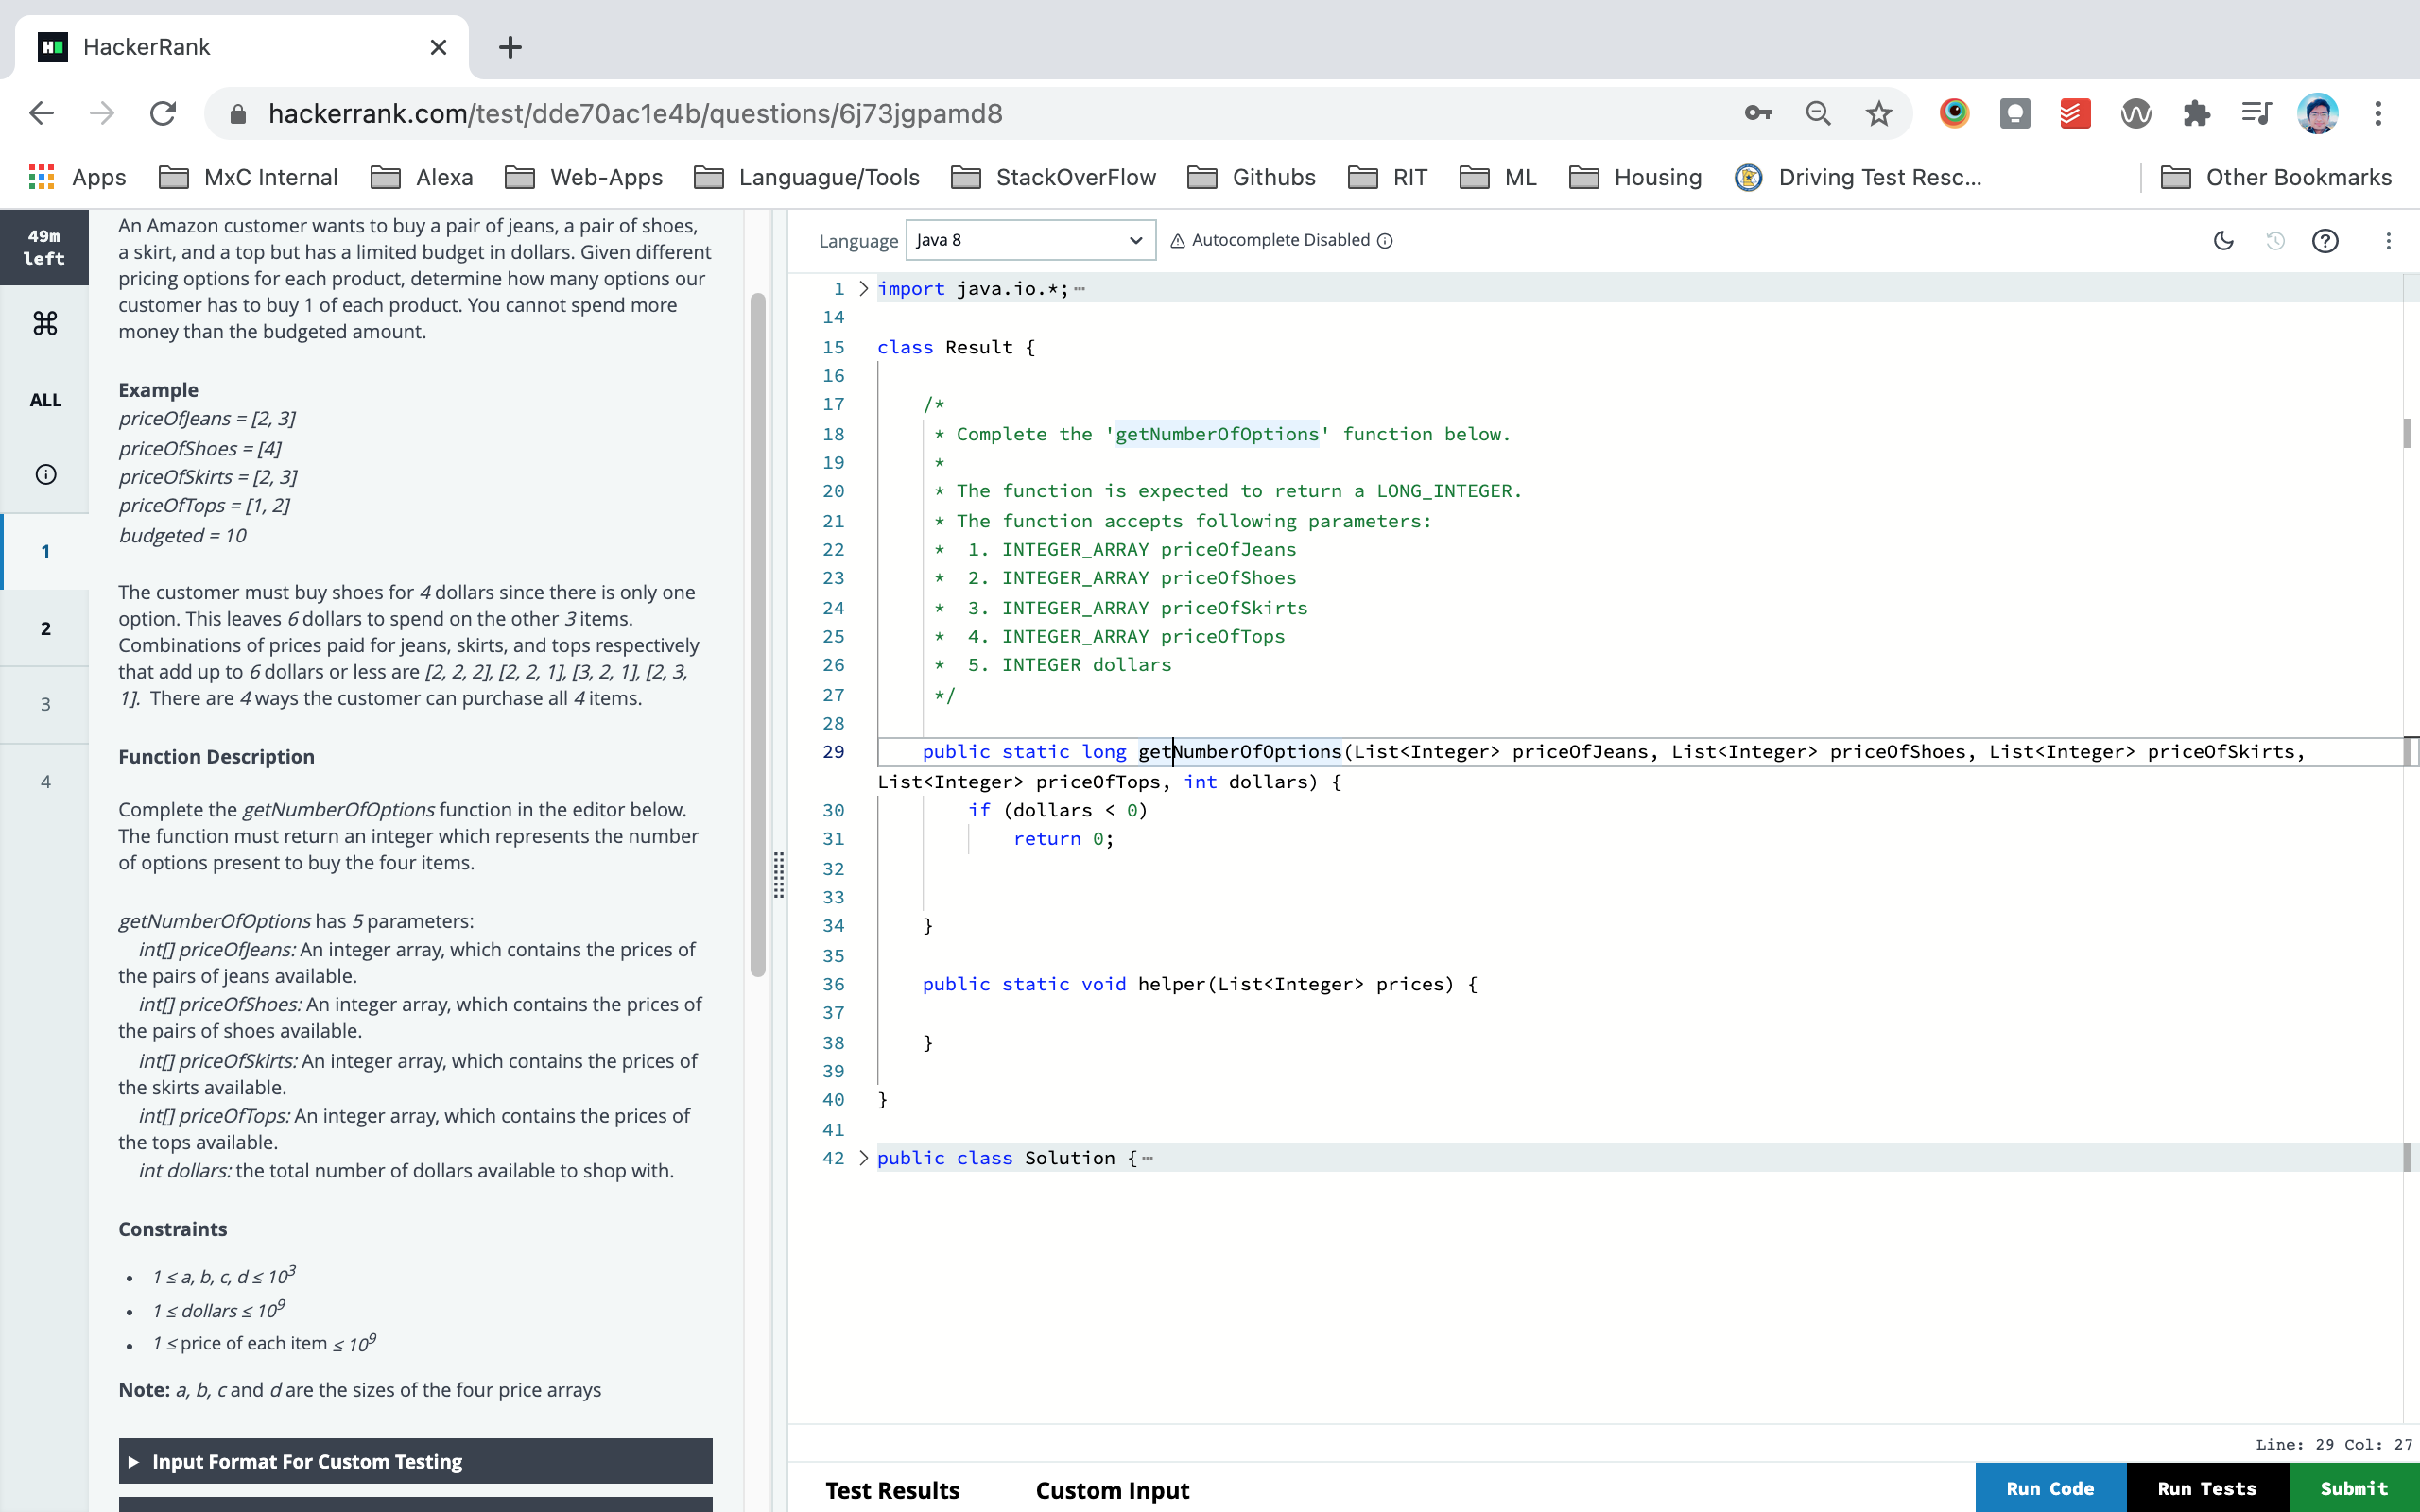 HackerRank
hackerrank.com/test/dde70ac1e4b/questions/6j73jgpamd8
Apps MxC Internal Alexa Web-Apps Languague/Tools StackOverFlow Githubs RIT ML Housing Driving Test Resc... Other Bookmarks
49m
left
ALL
1
2
3
4
An Amazon customer wants to buy a pair of jeans, a pair of shoes,
a skirt, and a top but has a limited budget in dollars. Given different
pricing options for each product, determine how many options our
customer has to buy 1 of each product. You cannot spend more
money than the budgeted amount.
Example
priceOfJeans = [2, 3]
priceOfShoes = [4]
priceOfSkirts = [2, 3]
priceOfTops = [1, 2]
budgeted = 10
The customer must buy shoes for 4 dollars since there is only one
option. This leaves 6 dollars to spend on the other 3 items.
Combinations of prices paid for jeans, skirts, and tops respectively
that add up to 6 dollars or less are [2, 2, 2], [2, 2, 1], [3, 2, 1], [2, 3,
1]. There are 4 ways the customer can purchase all 4 items.
Function Description
Complete the getNumberOfOptions function in the editor below.
The function must return an integer which represents the number
of options present to buy the four items.
getNumberOfOptions has 5 parameters:
int[] priceOfJeans: An integer array, which contains the prices of
the pairs of jeans available.
int[] priceOfShoes: An integer array, which contains the prices of
the pairs of shoes available.
int[] priceOfSkirts: An integer array, which contains the prices of
the skirts available.
int[] priceOfTops: An integer array, which contains the prices of
the tops available.
int dollars: the total number of dollars available to shop with.
Constraints
• 1 ≤ a, b, c, d ≤ 10³
• 1 ≤ dollars ≤ 10⁹
• 1 ≤ price of each item ≤ 10⁹
Note: a, b, c and d are the sizes of the four price arrays
Input Format For Custom Testing
Language Java 8 Autocomplete Disabled
1 import java.io.*;
14
15 class Result {
16
17 /*
18 * Complete the 'getNumberOfOptions' function below.
19 *
20 * The function is expected to return a LONG_INTEGER.
21 * The function accepts following parameters:
22 * 1. INTEGER_ARRAY priceOfJeans
23 * 2. INTEGER_ARRAY priceOfShoes
24 * 3. INTEGER_ARRAY priceOfSkirts
25 * 4. INTEGER_ARRAY priceOfTops
26 * 5. INTEGER dollars
27 */
28
29 public static long getNumberOfOptions(List<Integer> priceOfJeans, List<Integer> priceOfShoes, List<Integer> priceOfSkirts,
List<Integer> priceOfTops, int dollars) {
30 if (dollars < 0)
31 return 0;
32
33
34 }
35
36 public static void helper(List<Integer> prices) {
37
38 }
39
40 }
41
42 public class Solution {
Line: 29 Col: 27
Test Results Custom Input Run Code Run Tests Submit